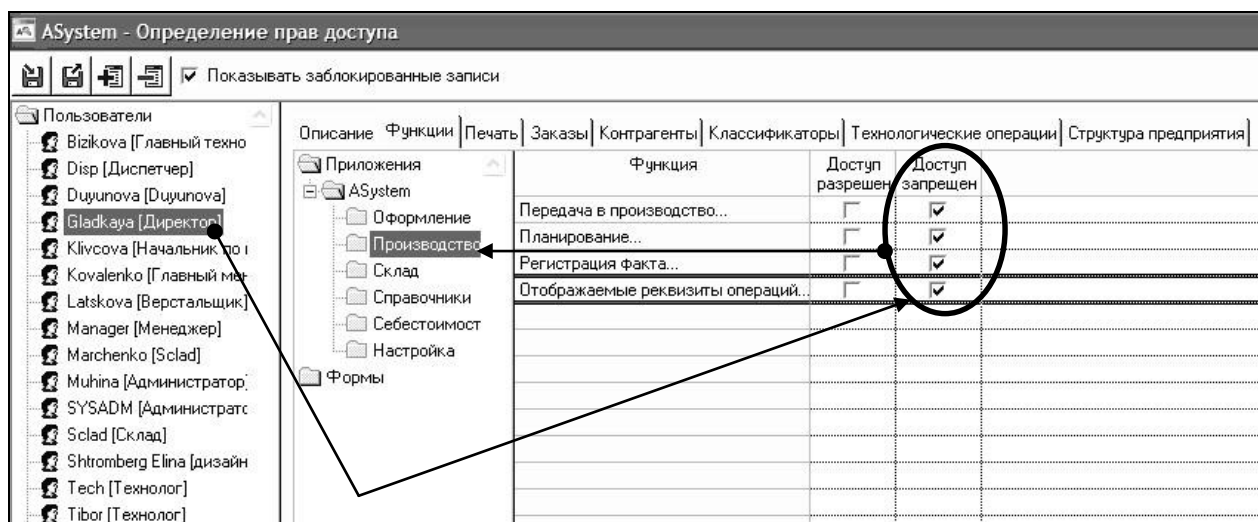 ASystem - Определение прав доступа
Показывать заблокированные записи
Пользователи
Bizikova [Главный техно
Disp [Диспетчер]
Duyunova [Duyunova]
Gladkaya [Директор]
Klivcova [Начальник по
Kovalenko [Главный мен
Latskova [Верстальщик]
Manager [Менеджер]
Marchenko [Sclad]
Muhina [Администратор]
SYSADM [Администратс
Sclad [Склад]
Shtromberg Elina [дизайн
Tech [Технолог]
Tibor [Технолог]
Описание Функции Печать Заказы Контрагенты Классификаторы Технологические операции Структура предприятия
Приложения
ASystem
Оформление
Производство
Склад
Справочники
Себестоимост
Настройка
Формы
Функция Доступ разрешен Доступ запрещен
Передача в производство...
Планирование...
Регистрация факта...
Отображаемые реквизиты операций...